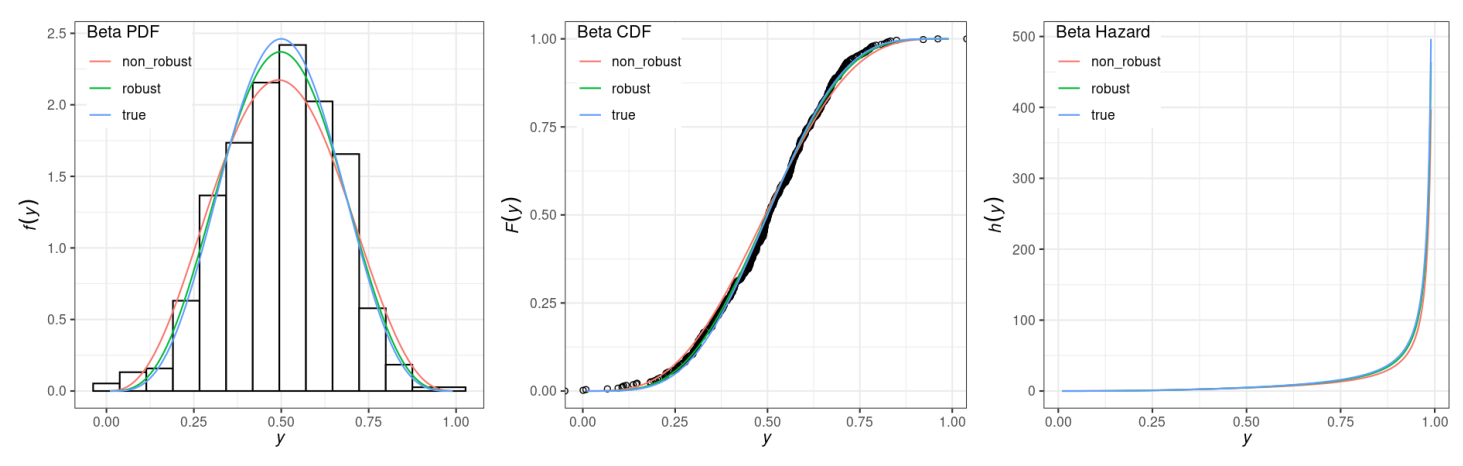 Beta PDF
non_robust
robust
true
2.5
2.0
1.5
1.0
0.5
0.0
f(y)
0.00 0.25 0.50 0.75 1.00
y
Beta CDF
non_robust
robust
true
1.00
0.75
0.50
0.25
0.00
F(y)
0.00 0.25 0.50 0.75 1.00
y
Beta Hazard
non_robust
robust
true
500
400
300
200
100
0
h(y)
0.00 0.25 0.50 0.75 1.00
y